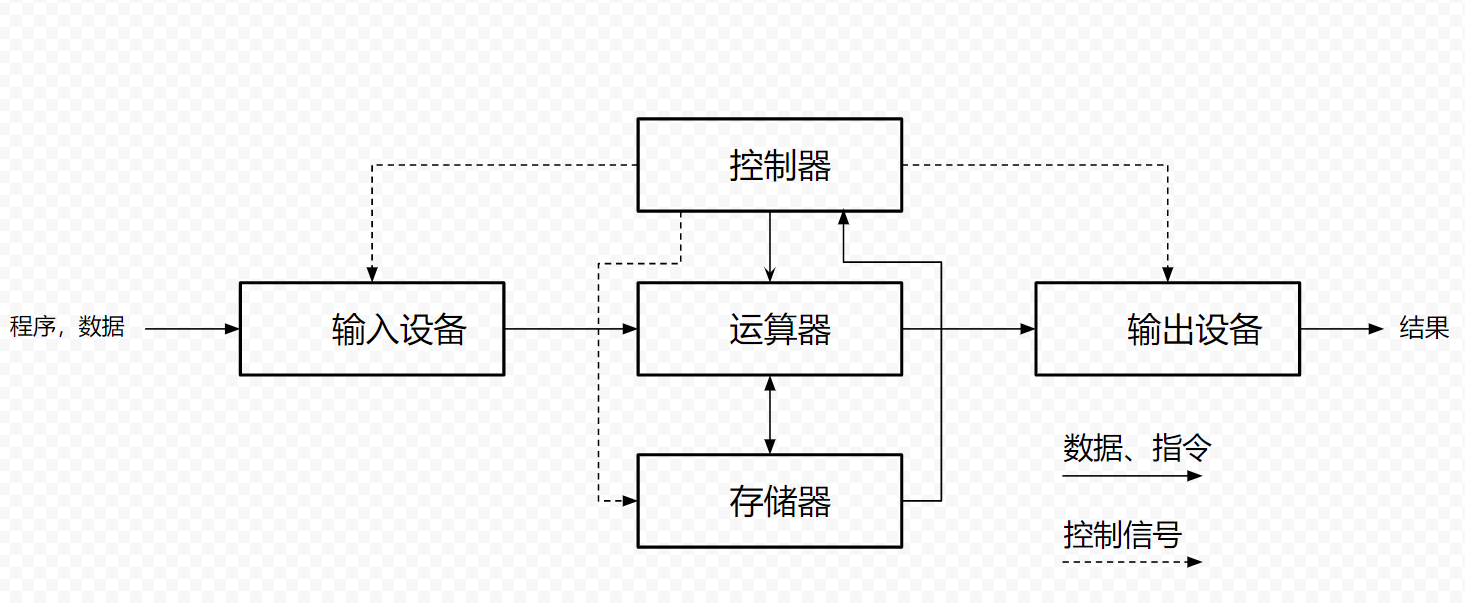 控制器
程序，数据
输入设备
运算器
输出设备
结果
存储器
数据、指令
控制信号